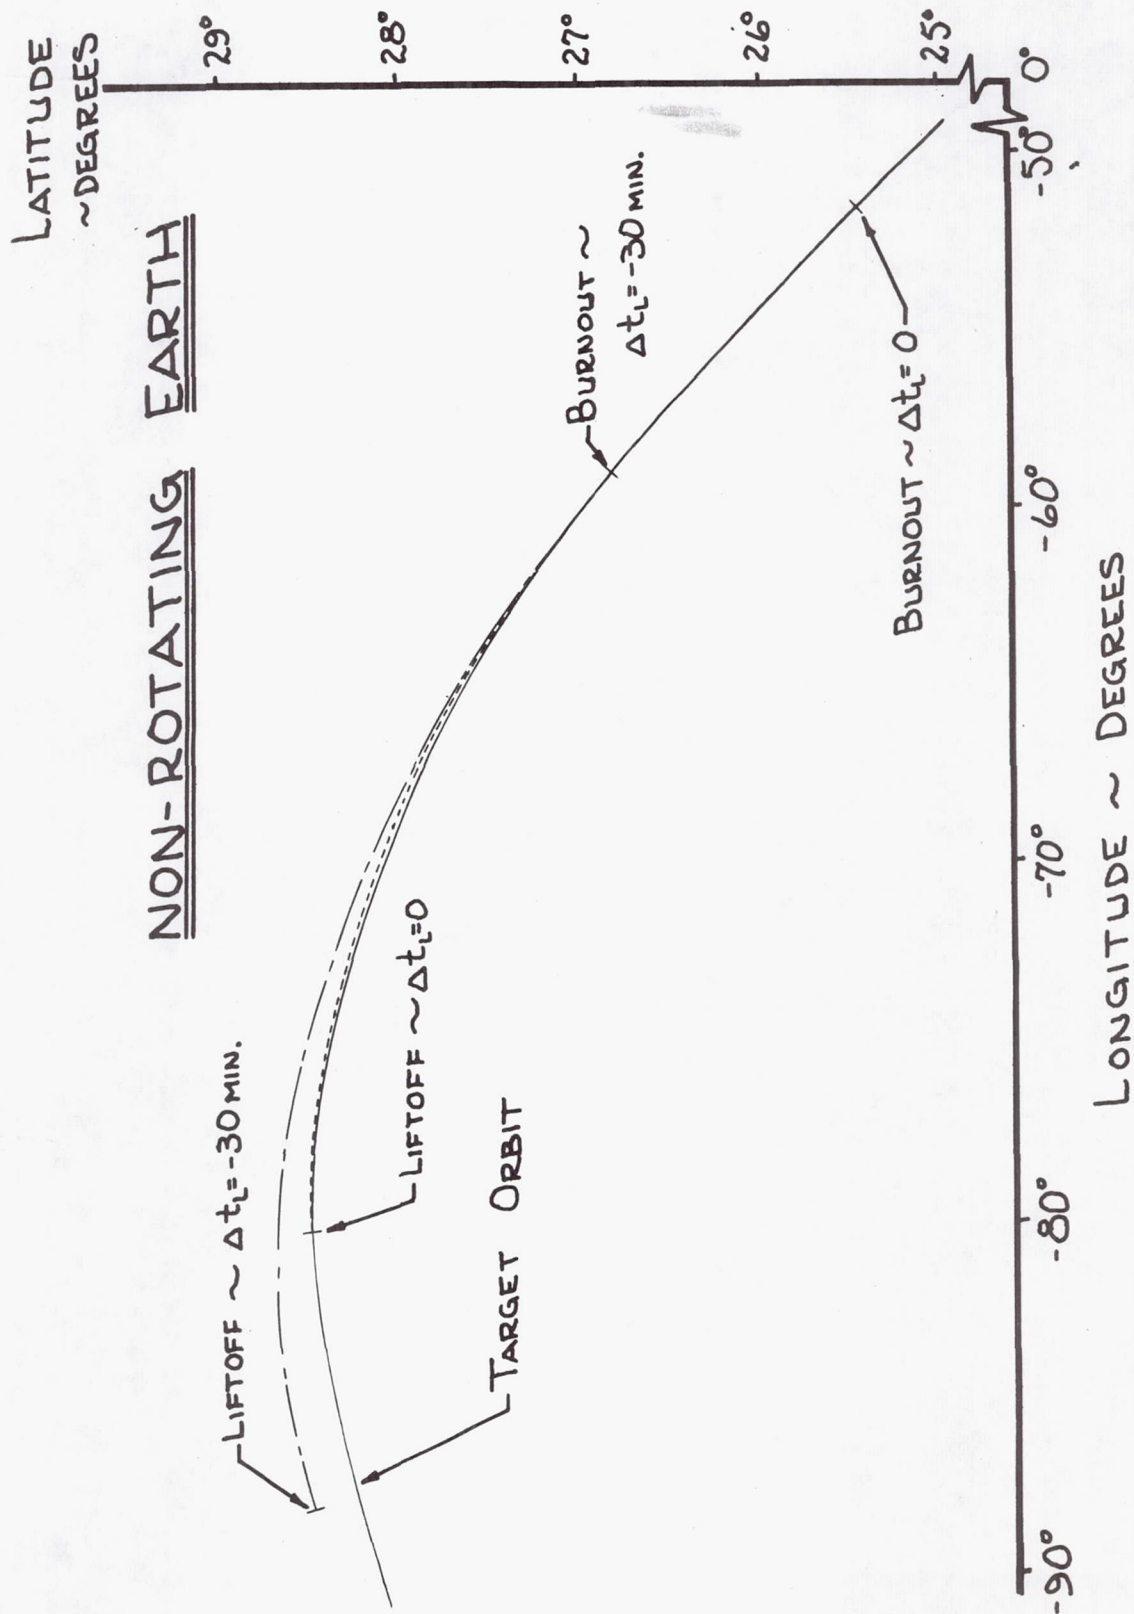 NON-ROTATING EARTH
LATITUDE
~DEGREES
29°
28°
27°
26°
25°
0°
LIFTOFF ~ Δt_L=-30 MIN.
LIFTOFF ~ Δt_L=0
TARGET ORBIT
BURNOUT ~
Δt_L=-30 MIN.
BURNOUT ~ Δt_L=0
-90°
-80°
-70°
-60°
-50°
LONGITUDE ~ DEGREES